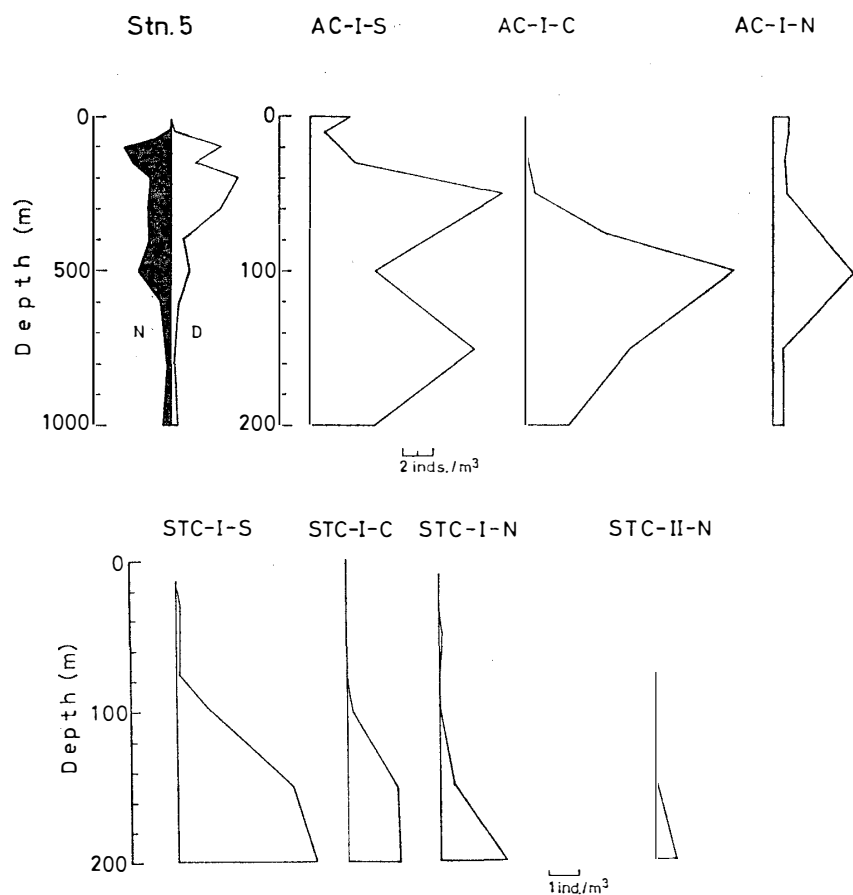 Stn.5 AC-I-S AC-I-C AC-I-N
0
500
1000
Depth (m)
N D
0
100
200
2 inds./m³
STC-I-S STC-I-C STC-I-N STC-II-N
0
100
200
Depth (m)
1 ind./m³